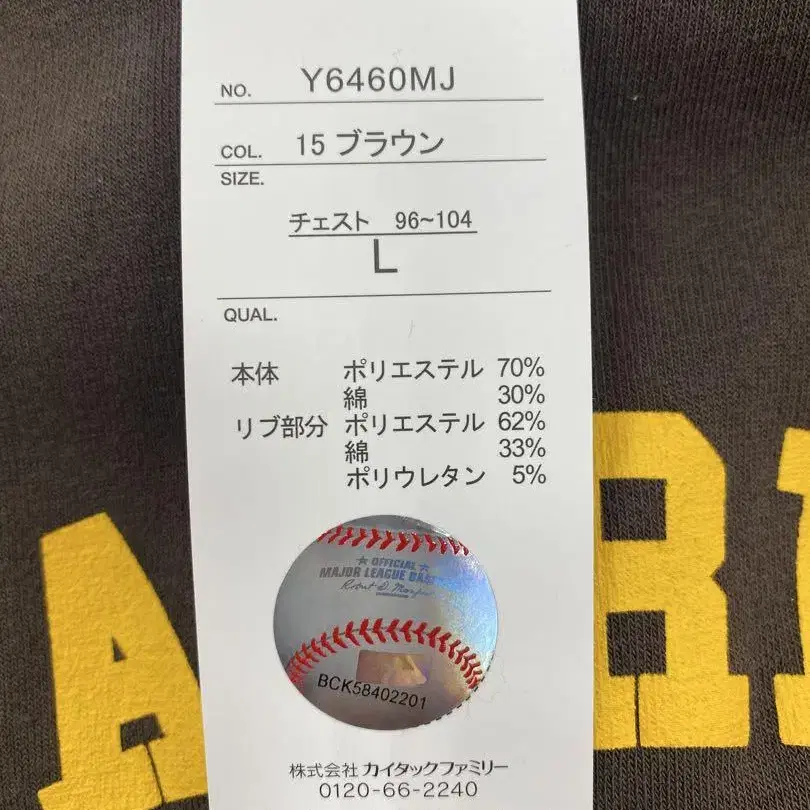 NO. Y6460MJ
COL. 15 ブラウン
SIZE.
チェスト 96~104
L
QUAL.
本体 ポリエステル 70%
綿 30%
リブ部分 ポリエステル 62%
綿 33%
ポリウレタン 5%
OFFICIAL
MAJOR LEAGUE
BCK58402201
株式会社 カイタックファミリー
0120-66-2240
A
R